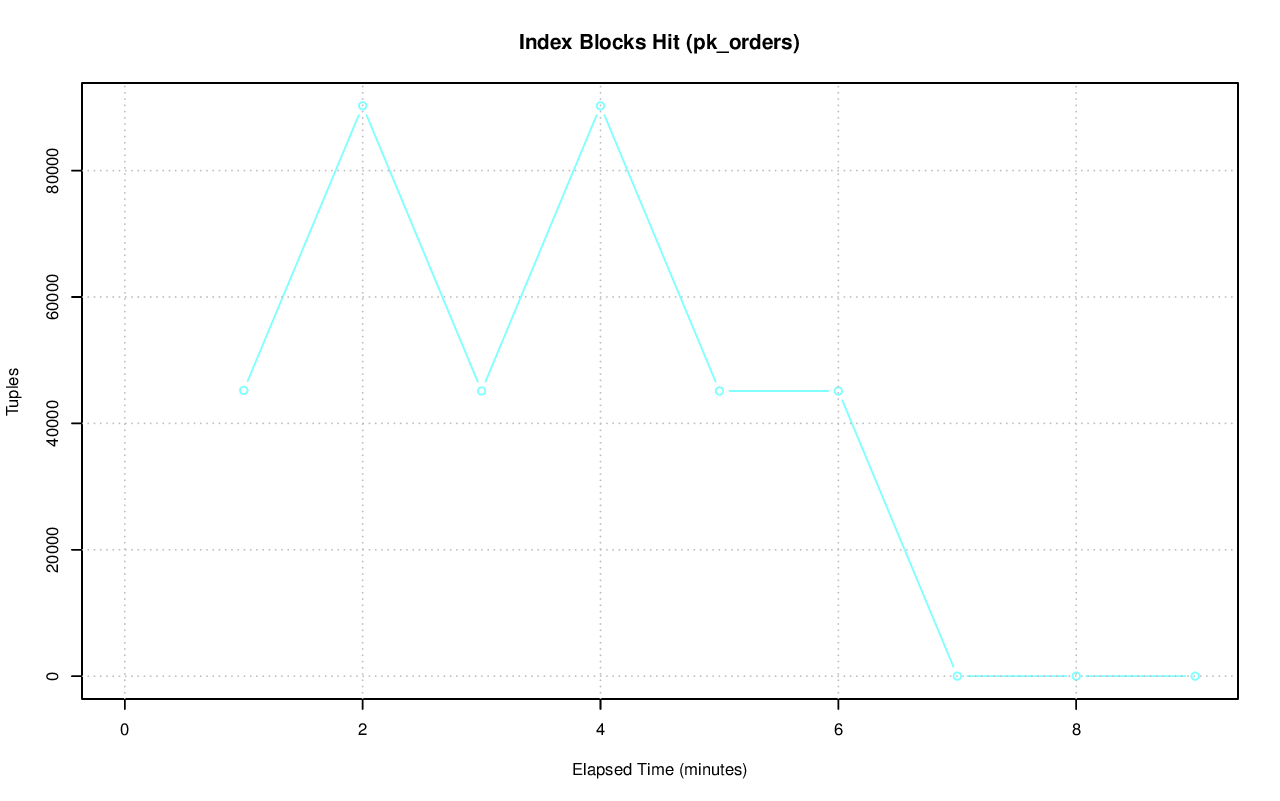 Index Blocks Hit (pk_orders)
Tuples
80000
60000
40000
20000
0
0 2 4 6 8
Elapsed Time (minutes)